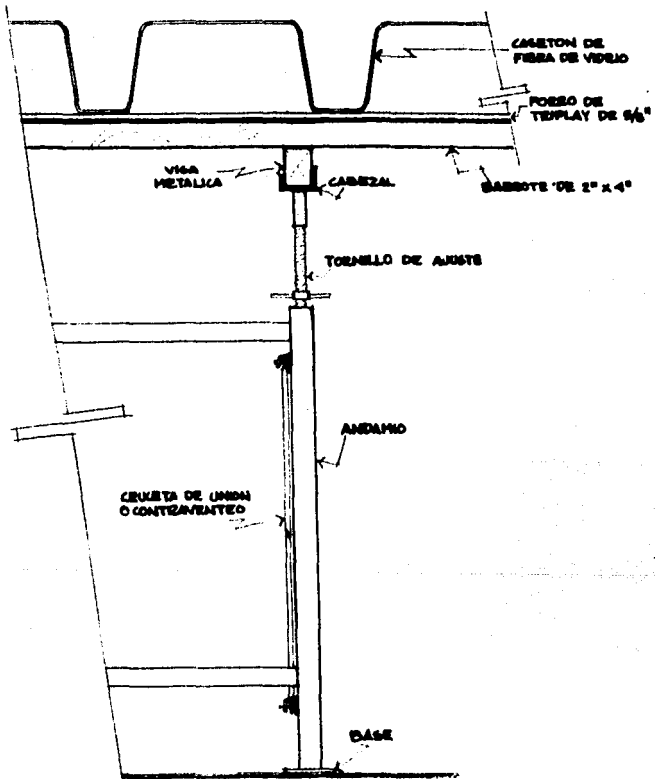 CASETON DE
FIBRA DE VIDRIO
FORRO DE
TRIPLAY DE 5/8"
VIGA
METALICA
CABEZAL
BARROTE DE 2" x 4"
TORNILLO DE AJUSTE
ANDAMIO
CRUCETA DE UNION
O CONTRAVENTEO
BASE